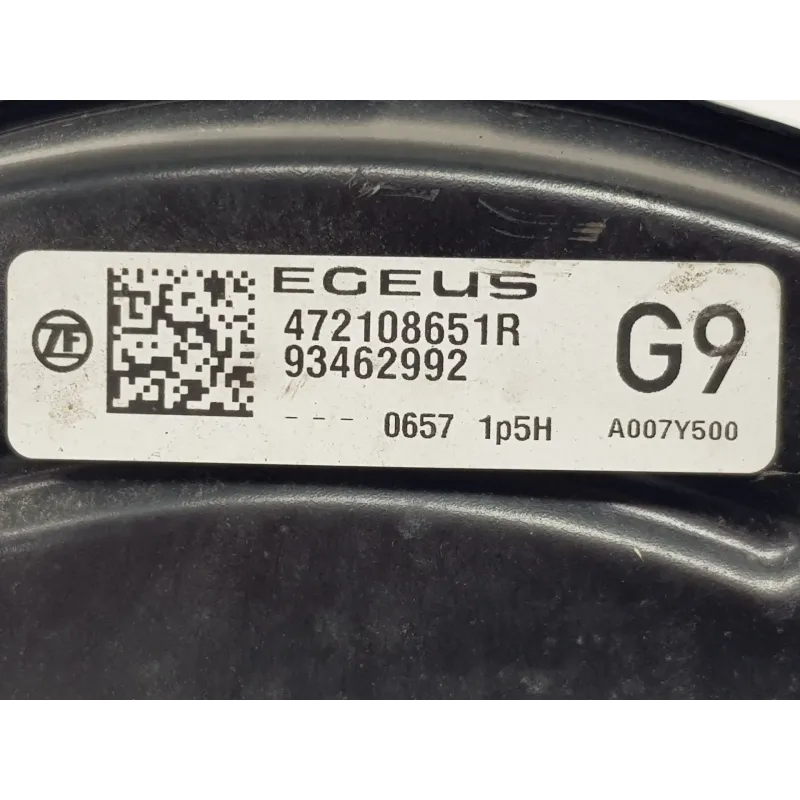 ZF
EGEUS
472108651R
93462992
G9
--- 0657 1p5H A007Y500